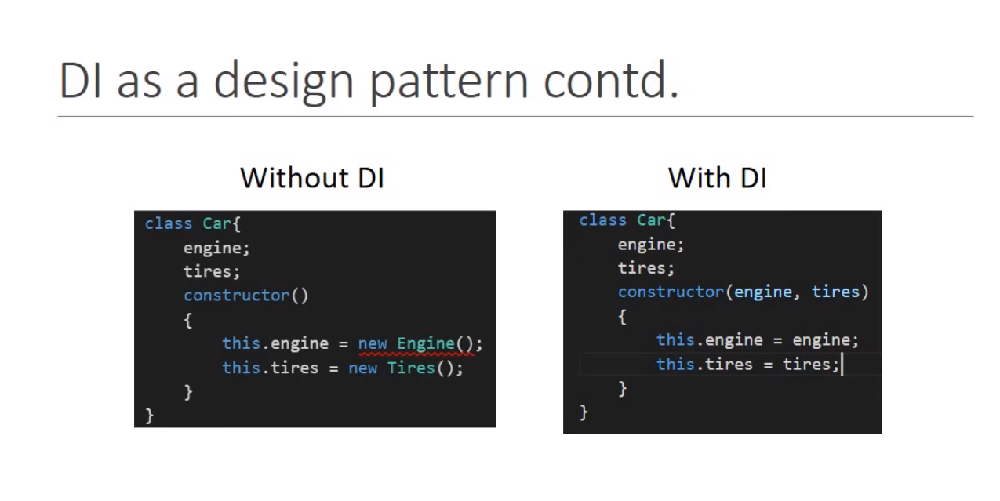 DI as a design pattern contd.
Without DI
class Car{
engine;
tires;
constructor()
{
this.engine = new Engine();
this.tires = new Tires();
}
}
With DI
class Car{
engine;
tires;
constructor(engine, tires)
{
this.engine = engine;
this.tires = tires;
}
}